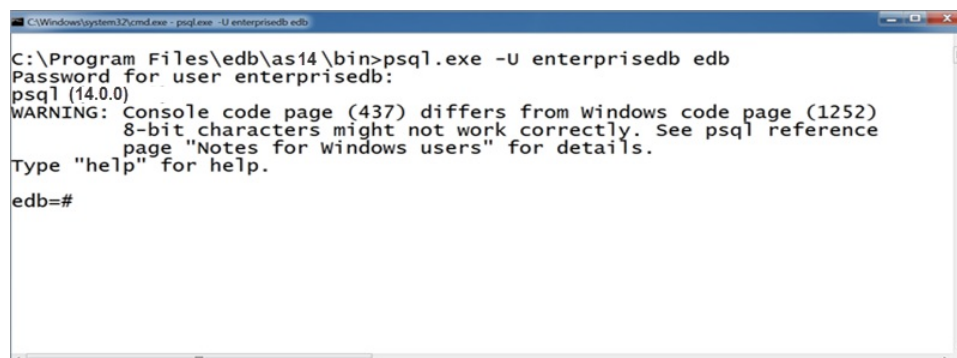 C:\Windows\system32\cmd.exe - psql.exe -U enterprisedb edb
C:\Program Files\edb\as14\bin>psql.exe -U enterprisedb edb
Password for user enterprisedb:
psql (14.0.0)
WARNING: Console code page (437) differs from Windows code page (1252)
8-bit characters might not work correctly. See psql reference
page "Notes for Windows users" for details.
Type "help" for help.
edb=#